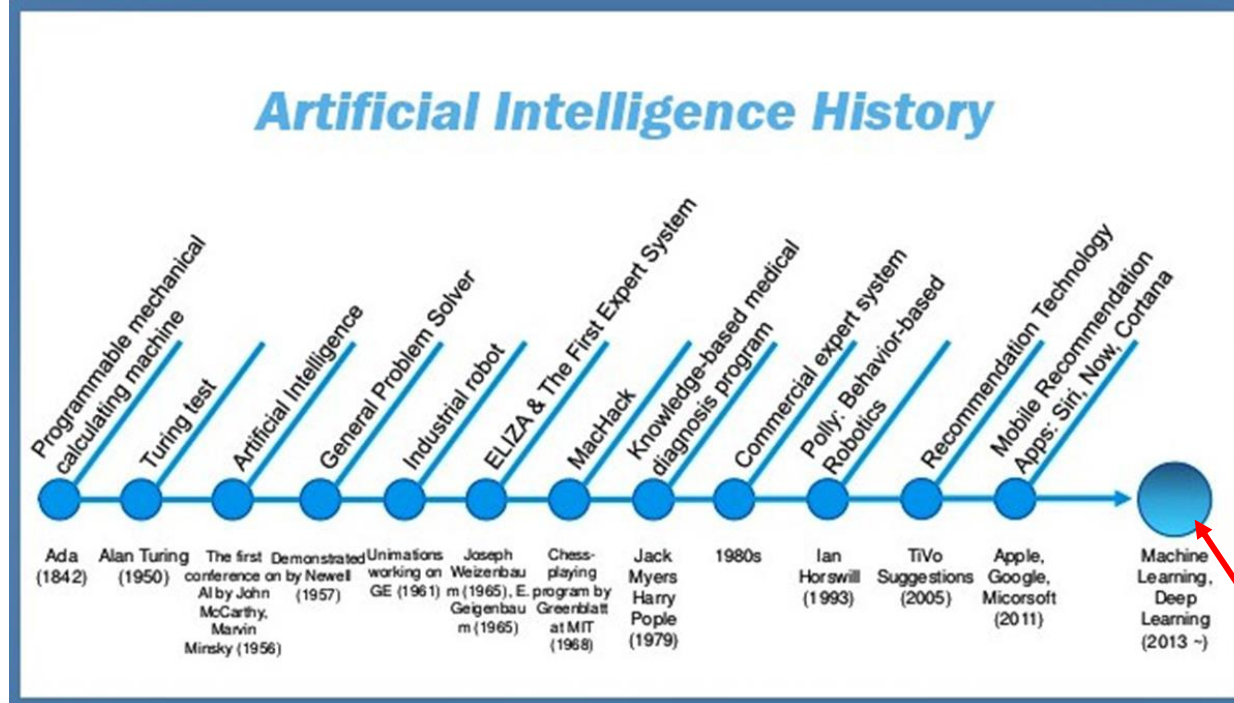 Artificial Intelligence History
Programmable mechanical
calculating machine
Turing test
Artificial Intelligence
General Problem Solver
Industrial robot
ELIZA & The First Expert System
MacHack
Knowledge-based medical
diagnosis program
Commercial expert system
Polly: Behavior-based
Robotics
Recommendation Technology
Mobile Recommendation
Apps: Siri, Now, Cortana
Ada
(1842)
Alan Turing
(1950)
The first
conference on
AI by John
McCarthy,
Marvin
Minsky (1956)
Demonstrated
by Newell
(1957)
Unimations
working on
GE (1961)
Joseph
Weizenbau
m (1965), E.
Geigenbau
m (1965)
Chess-
playing
program by
Greenblatt
at MIT
(1968)
Jack
Myers
Harry
Pople
(1979)
1980s
Ian
Horswill
(1993)
TiVo
Suggestions
(2005)
Apple,
Google,
Micorsoft
(2011)
Machine
Learning,
Deep
Learning
(2013 ~)